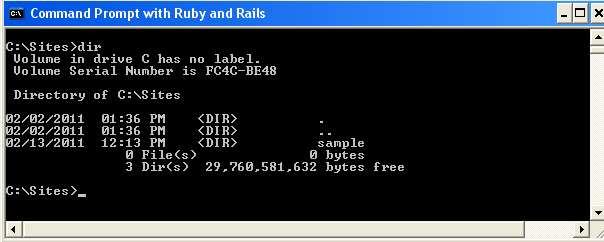 Command Prompt with Ruby and Rails
C:\Sites>dir
Volume in drive C has no label.
Volume Serial Number is FC4C-BE48
Directory of C:\Sites
02/02/2011 01:36 PM <DIR> .
02/02/2011 01:36 PM <DIR> ..
02/13/2011 12:13 PM <DIR> sample
0 File(s) 0 bytes
3 Dir(s) 29,760,581,632 bytes free
C:\Sites>_